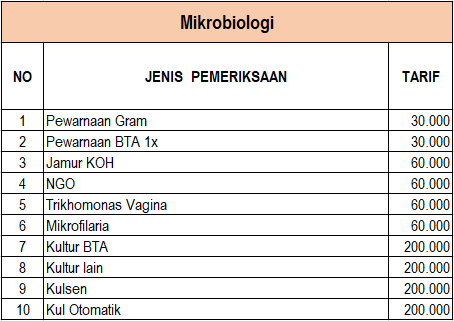 Mikrobiologi
NO JENIS PEMERIKSAAN TARIF
1 Pewarnaan Gram 30.000
2 Pewarnaan BTA 1x 30.000
3 Jamur KOH 60.000
4 NGO 60.000
5 Trikhomonas Vagina 60.000
6 Mikrofilaria 60.000
7 Kultur BTA 200.000
8 Kultur lain 200.000
9 Kulsen 200.000
10 Kul Otomatik 200.000